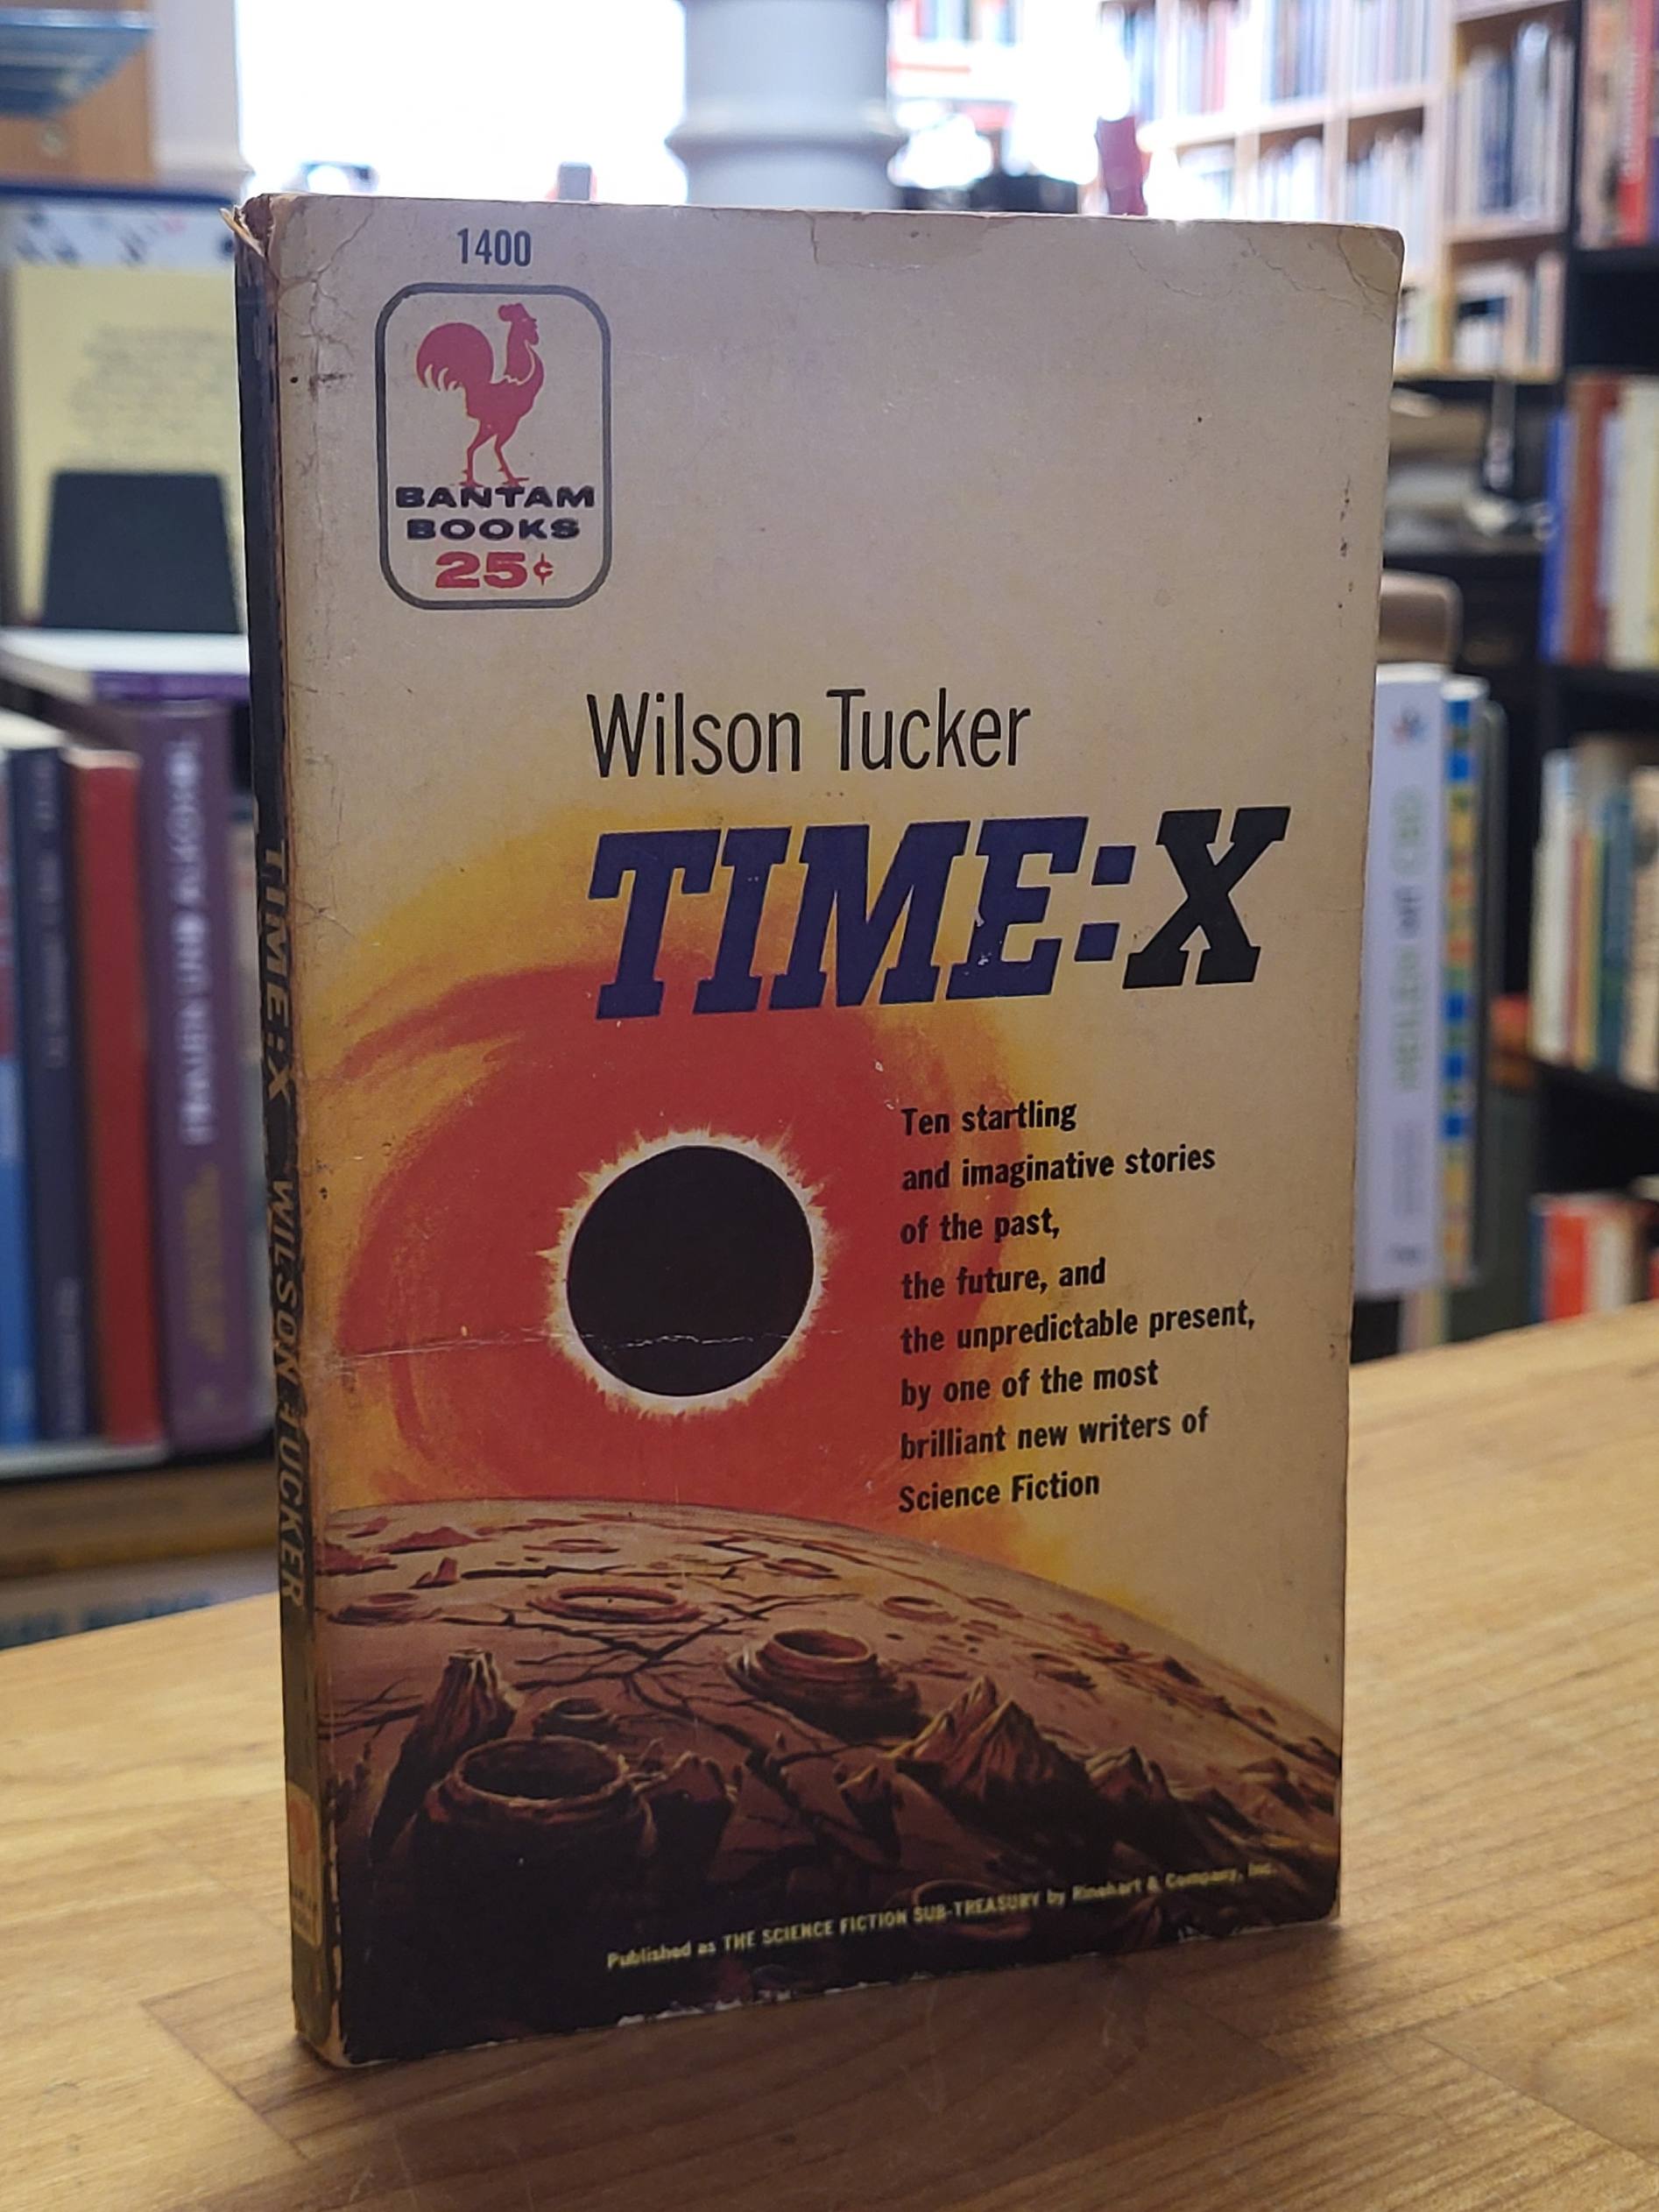 1400
BANTAM
BOOKS
25¢
Wilson Tucker
TIME:X
Ten startling
and imaginative stories
of the past,
the future, and
the unpredictable present,
by one of the most
brilliant new writers of
Science Fiction
Published as THE SCIENCE FICTION SUB-TREASURY by Rinehart & Company, Inc.
TIME:X WILSON TUCKER